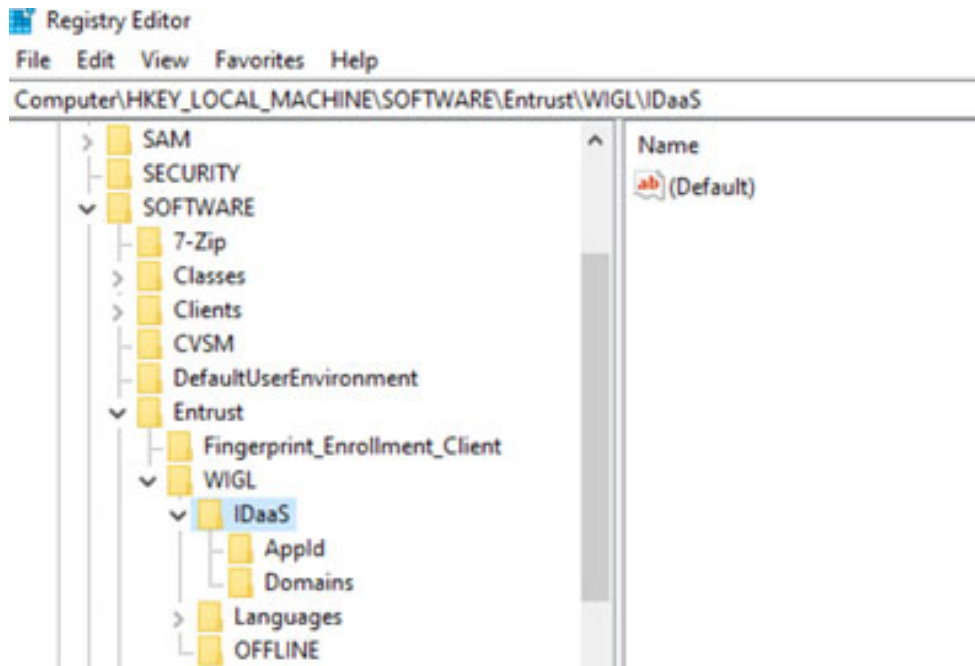 Registry Editor
File Edit View Favorites Help
Computer\HKEY_LOCAL_MACHINE\SOFTWARE\Entrust\WIGL\IDaaS
SAM
SECURITY
SOFTWARE
7-Zip
Classes
Clients
CVSM
DefaultUserEnvironment
Entrust
Fingerprint_Enrollment_Client
WIGL
IDaaS
AppId
Domains
Languages
OFFLINE
Name
ab (Default)